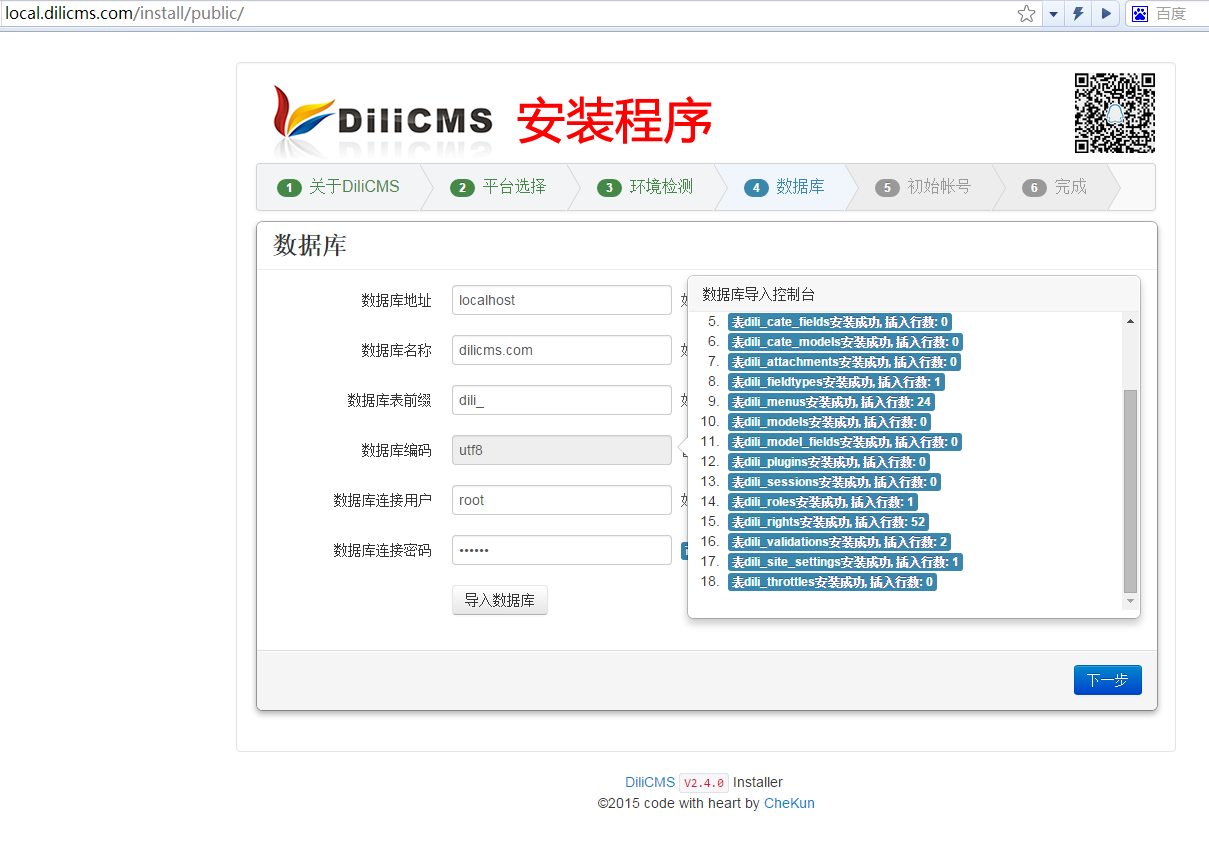 local.dilicms.com/install/public/
百度
DiliCMS 安装程序
1 关于DiliCMS 2 平台选择 3 环境检测 4 数据库 5 初始帐号 6 完成
数据库
数据库地址 localhost
数据库名称 dilicms.com
数据库表前缀 dili_
数据库编码 utf8
数据库连接用户 root
数据库连接密码 ••••••
导入数据库
数据库导入控制台
5. 表dili_cate_fields安装成功, 插入行数: 0
6. 表dili_cate_models安装成功, 插入行数: 0
7. 表dili_attachments安装成功, 插入行数: 0
8. 表dili_fieldtypes安装成功, 插入行数: 1
9. 表dili_menus安装成功, 插入行数: 24
10. 表dili_models安装成功, 插入行数: 0
11. 表dili_model_fields安装成功, 插入行数: 0
12. 表dili_plugins安装成功, 插入行数: 0
13. 表dili_sessions安装成功, 插入行数: 0
14. 表dili_roles安装成功, 插入行数: 1
15. 表dili_rights安装成功, 插入行数: 52
16. 表dili_validations安装成功, 插入行数: 2
17. 表dili_site_settings安装成功, 插入行数: 1
18. 表dili_throttles安装成功, 插入行数: 0
下一步
DiliCMS V2.4.0 Installer
©2015 code with heart by CheKun